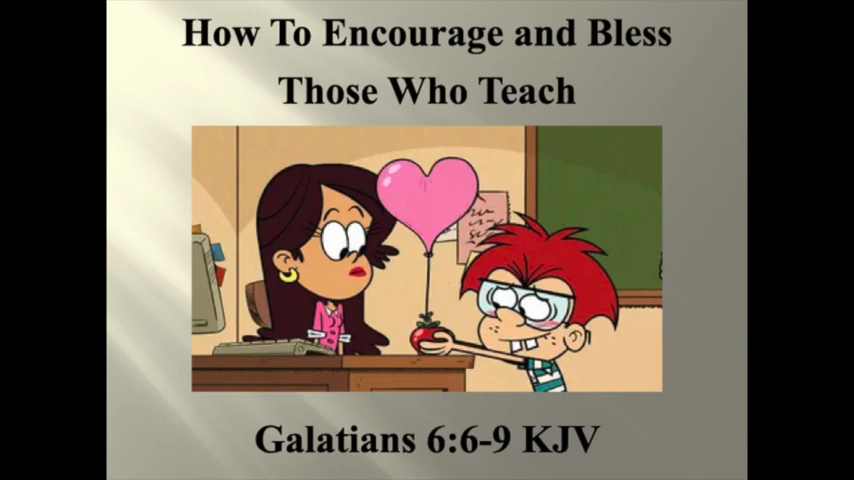 How To Encourage and Bless
Those Who Teach
Galatians 6:6-9 KJV